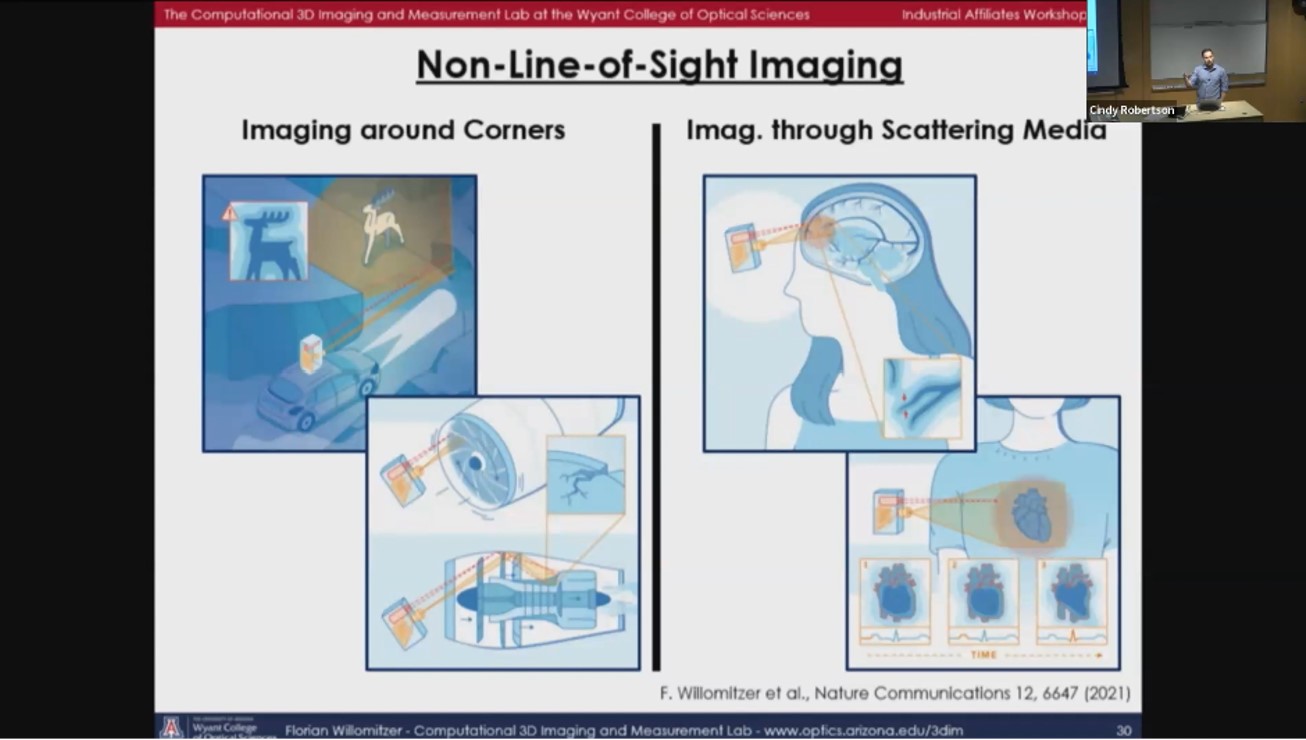 The Computational 3D Imaging and Measurement Lab at the Wyant College of Optical Sciences
Industrial Affiliates Workshop
Cindy Robertson
Non-Line-of-Sight Imaging
Imaging around Corners
Imag. through Scattering Media
1
2
3
TIME
F. Willomitzer et al., Nature Communications 12, 6647 (2021)
Wyant College
of Optical Sciences
Florian Willomitzer - Computational 3D Imaging and Measurement Lab - www.optics.arizona.edu/3dim
30